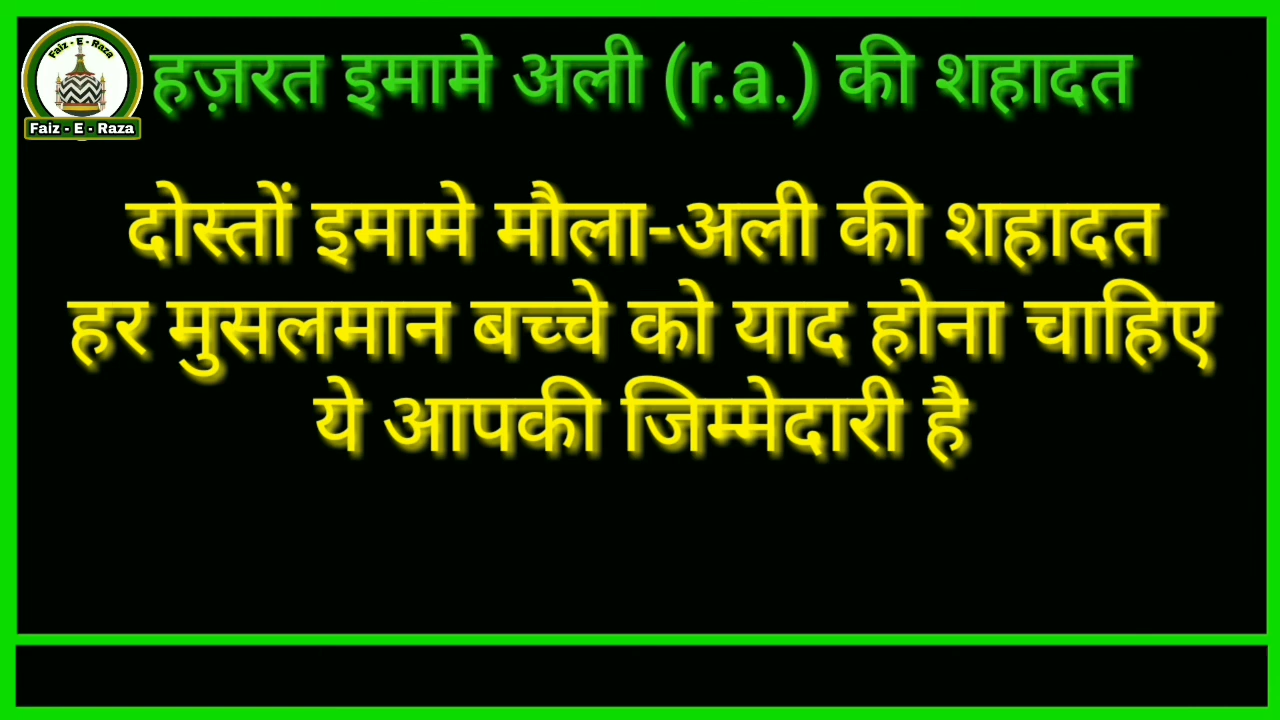 Faiz - E - Raza
Faiz - E - Raza
हज़रत इमामे अली (r.a.) की शहादत
दोस्तों इमामे मौला-अली की शहादत
हर मुसलमान बच्चे को याद होना चाहिए
ये आपकी जिम्मेदारी है